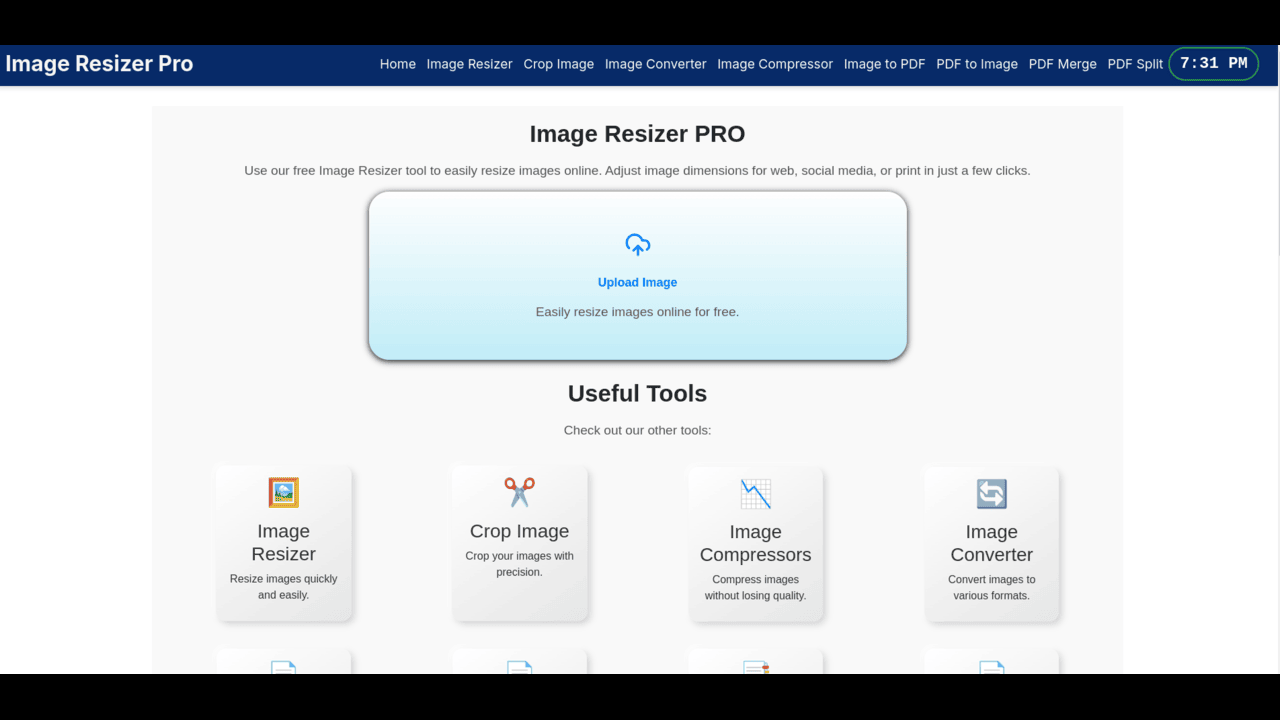 Image Resizer Pro
Home Image Resizer Crop Image Image Converter Image Compressor Image to PDF PDF to Image PDF Merge PDF Split 7:31 PM
Image Resizer PRO
Use our free Image Resizer tool to easily resize images online. Adjust image dimensions for web, social media, or print in just a few clicks.
Upload Image
Easily resize images online for free.
Useful Tools
Check out our other tools:
Image
Resizer
Resize images quickly
and easily.
Crop Image
Crop your images with
precision.
Image
Compressors
Compress images
without losing quality.
Image
Converter
Convert images to
various formats.